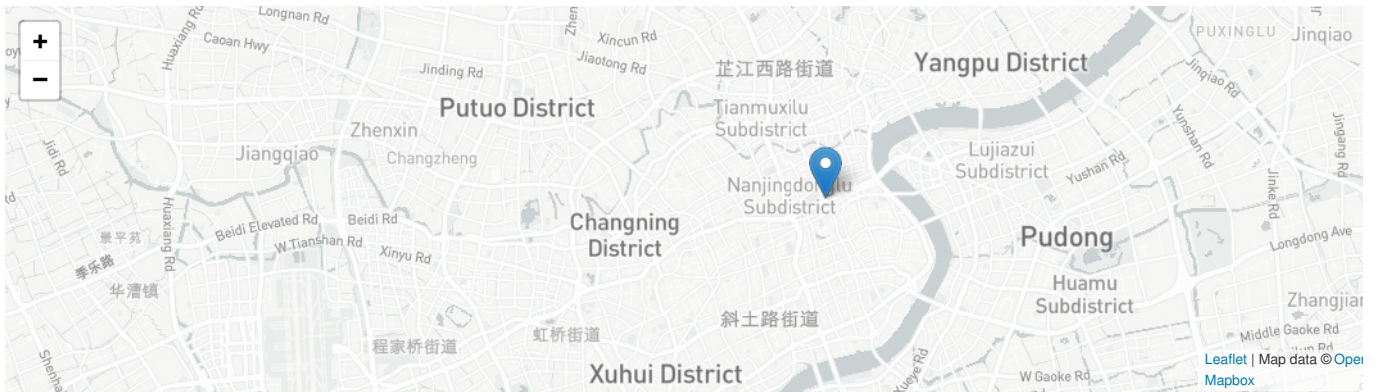 Longnan Rd
Caoan Hwy
Huaxiang Rd
Zhen
Xincun Rd
Jiaotong Rd
Jinding Rd
芷江西路街道
Yangpu District
PUXINGLU
Jinqiao
Jinqiao Rd
+
−
Putuo District
Tianmuxilu
Subdistrict
Zhenxin
Jiangqiao
Changzheng
Jidi Rd
Lujiazui
Subdistrict
Yushan Rd
Yunshan Rd
Jingang Rd
Jinke Rd
Nanjingdonglu
Subdistrict
Huaxiang Rd
Beidi Elevated Rd
Beidi Rd
W.Tianshan Rd
Xinyu Rd
Changning
District
Pudong
Longdong Ave
景平苑
季乐路
华漕镇
Huamu
Subdistrict
Zhangjian
虹桥街道
斜土路街道
程家桥街道
Middle Gaoke Rd
Shenha
Xuhui District
Xueye Rd
W Gaoke Rd
Leaflet | Map data © Oper
Mapbox